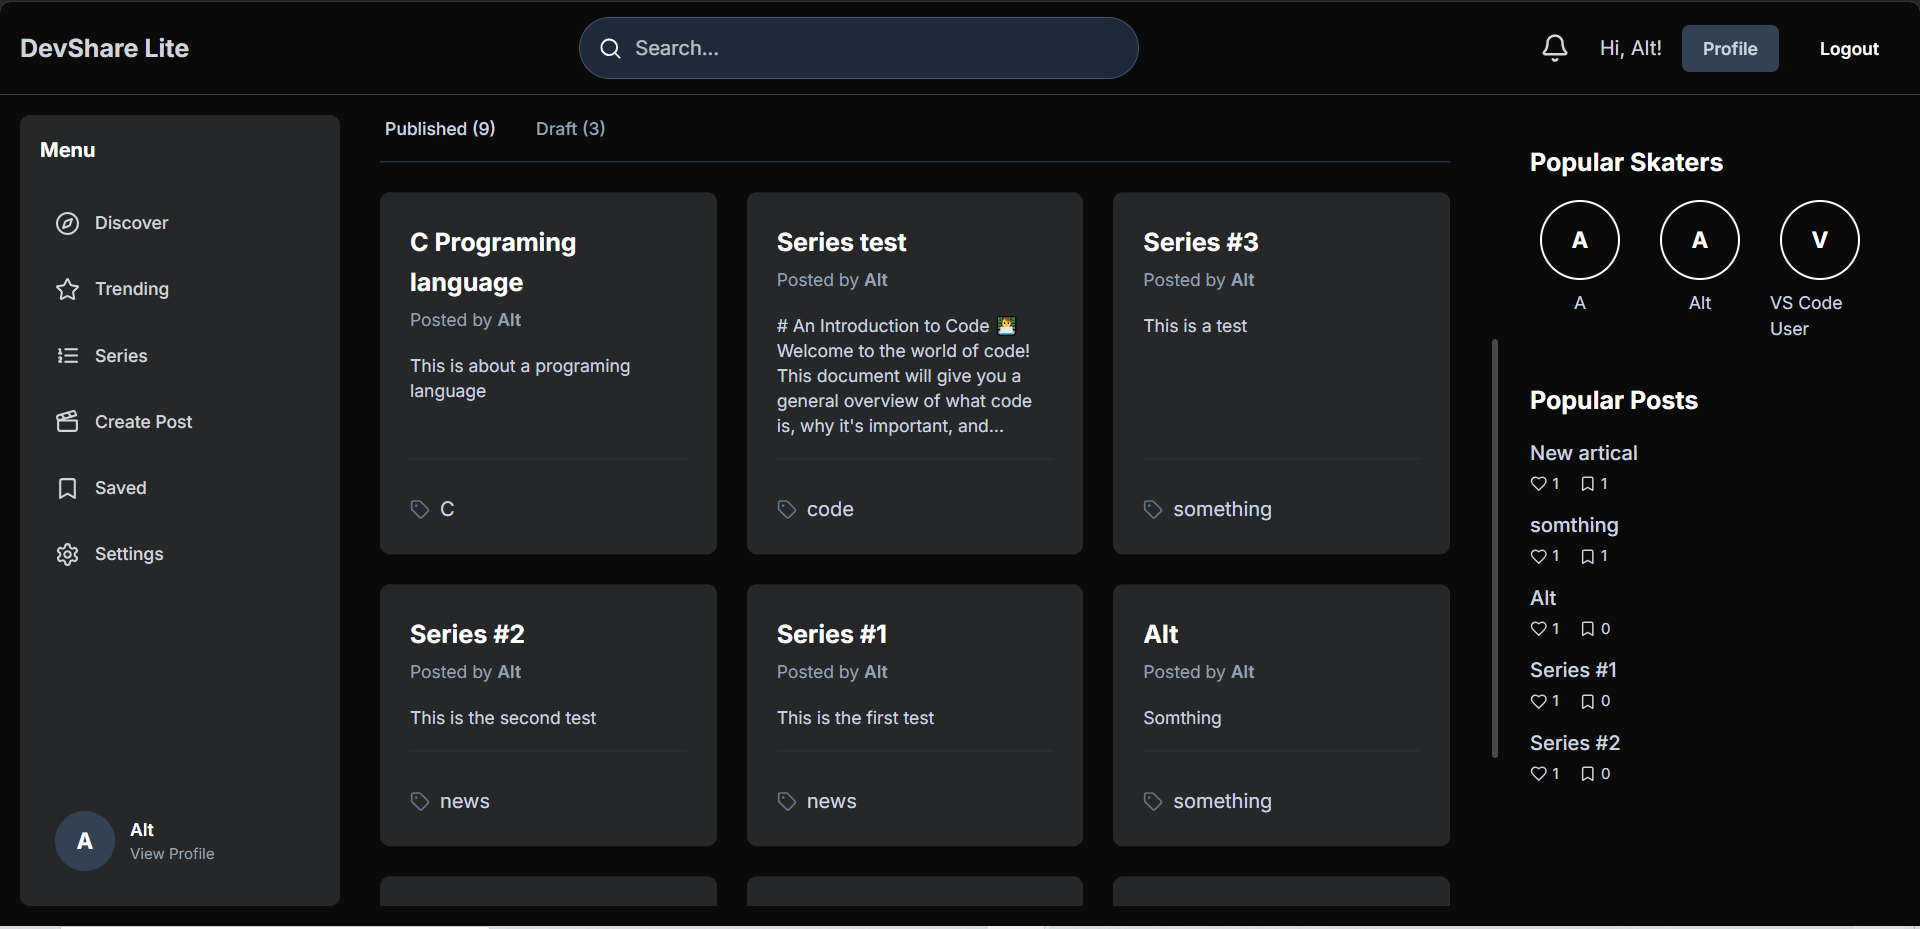 DevShare Lite
Search...
Hi, Alt!
Profile
Logout
Menu
Discover
Trending
Series
Create Post
Saved
Settings
A
Alt
View Profile
Published (9)
Draft (3)
C Programing
language
Posted by Alt
This is about a programing
language
C
Series test
Posted by Alt
# An Introduction to Code 👨‍💻
Welcome to the world of code!
This document will give you a
general overview of what code
is, why it's important, and...
code
Series #3
Posted by Alt
This is a test
something
Series #2
Posted by Alt
This is the second test
news
Series #1
Posted by Alt
This is the first test
news
Alt
Posted by Alt
Somthing
something
Popular Skaters
A
A
V
A
Alt
VS Code
User
Popular Posts
New artical
1 1
somthing
1 1
Alt
1 0
Series #1
1 0
Series #2
1 0